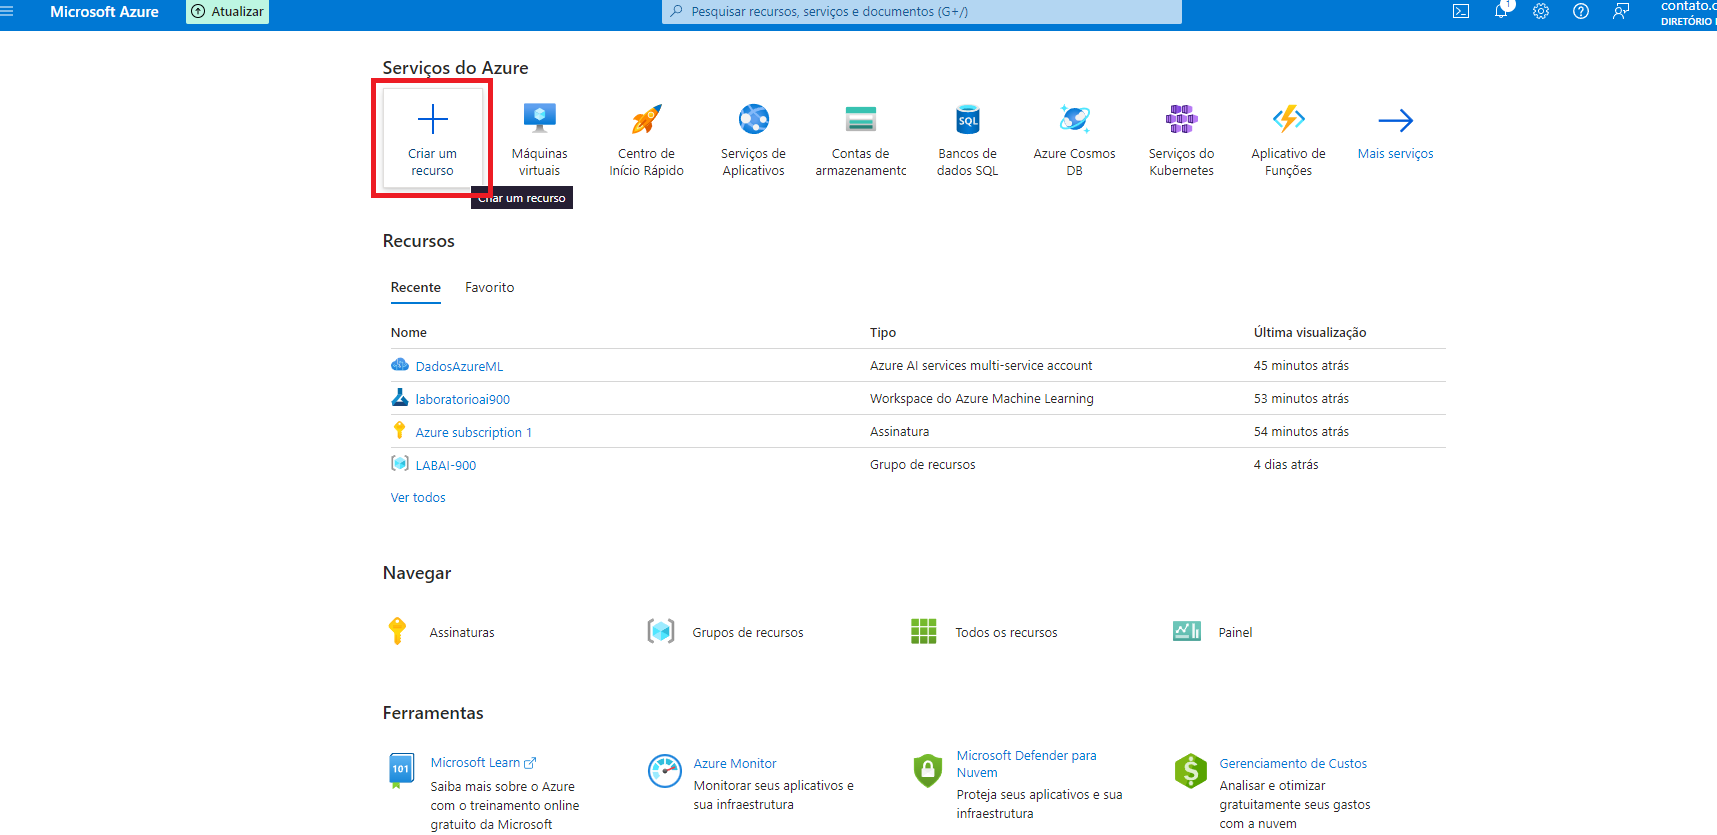 Microsoft Azure
Atualizar
Pesquisar recursos, serviços e documentos (G+/)
1
contato.c
DIRETÓRIO
Serviços do Azure
Criar um
recurso
Máquinas
virtuais
Centro de
Início Rápido
Serviços de
Aplicativos
Contas de
armazenamento
SQL
Bancos de
dados SQL
Azure Cosmos
DB
Serviços do
Kubernetes
Aplicativo de
Funções
Mais serviços
Criar um recurso
Recursos
Recente
Favorito
Nome
Tipo
Última visualização
DadosAzureML
Azure AI services multi-service account
45 minutos atrás
laboratorioai900
Workspace do Azure Machine Learning
53 minutos atrás
Azure subscription 1
Assinatura
54 minutos atrás
LABAI-900
Grupo de recursos
4 dias atrás
Ver todos
Navegar
Assinaturas
Grupos de recursos
Todos os recursos
Painel
Ferramentas
101
Microsoft Learn
Saiba mais sobre o Azure
com o treinamento online
gratuito da Microsoft
Azure Monitor
Monitorar seus aplicativos e
sua infraestrutura
Microsoft Defender para
Nuvem
Proteja seus aplicativos e sua
infraestrutura
$
Gerenciamento de Custos
Analisar e otimizar
gratuitamente seus gastos
com a nuvem